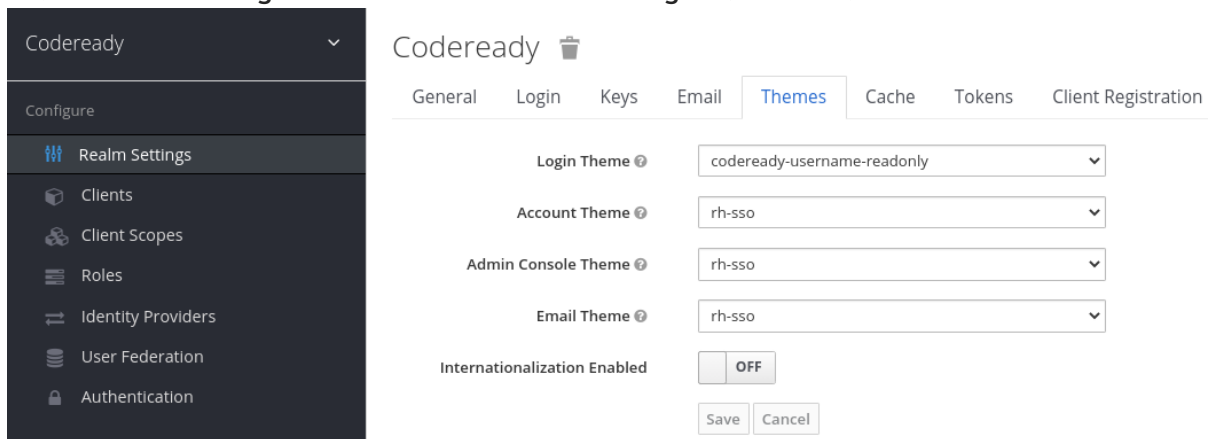 Codeready
Configure
Realm Settings
Clients
Client Scopes
Roles
Identity Providers
User Federation
Authentication
Codeready
General Login Keys Email Themes Cache Tokens Client Registration
Login Theme codeready-username-readonly
Account Theme rh-sso
Admin Console Theme rh-sso
Email Theme rh-sso
Internationalization Enabled OFF
Save Cancel